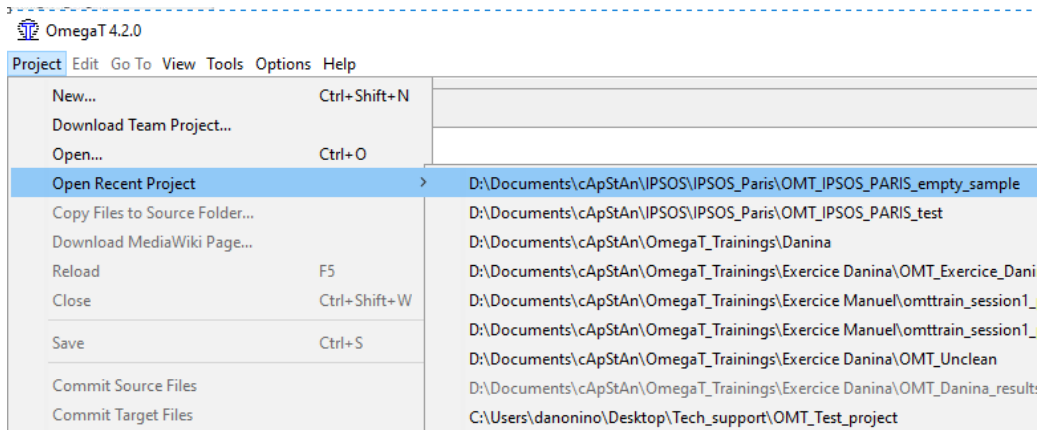 OmegaT 4.2.0
Project Edit Go To View Tools Options Help
New... Ctrl+Shift+N
Download Team Project...
Open... Ctrl+O
Open Recent Project > D:\Documents\cApStAn\IPSOS\IPSOS_Paris\OMT_IPSOS_PARIS_empty_sample
Copy Files to Source Folder... D:\Documents\cApStAn\IPSOS\IPSOS_Paris\OMT_IPSOS_PARIS_test
Download MediaWiki Page... D:\Documents\cApStAn\OmegaT_Trainings\Danina
Reload F5 D:\Documents\cApStAn\OmegaT_Trainings\Exercice Danina\OMT_Exercice_Dani
Close Ctrl+Shift+W D:\Documents\cApStAn\OmegaT_Trainings\Exercice Manuel\omttrain_session1_
D:\Documents\cApStAn\OmegaT_Trainings\Exercice Manuel\omttrain_session1_
Save Ctrl+S D:\Documents\cApStAn\OmegaT_Trainings\Exercice Danina\OMT_Unclean
Commit Source Files D:\Documents\cApStAn\OmegaT_Trainings\Exercice Danina\OMT_Danina_results
Commit Target Files C:\Users\danonino\Desktop\Tech_support\OMT_Test_project